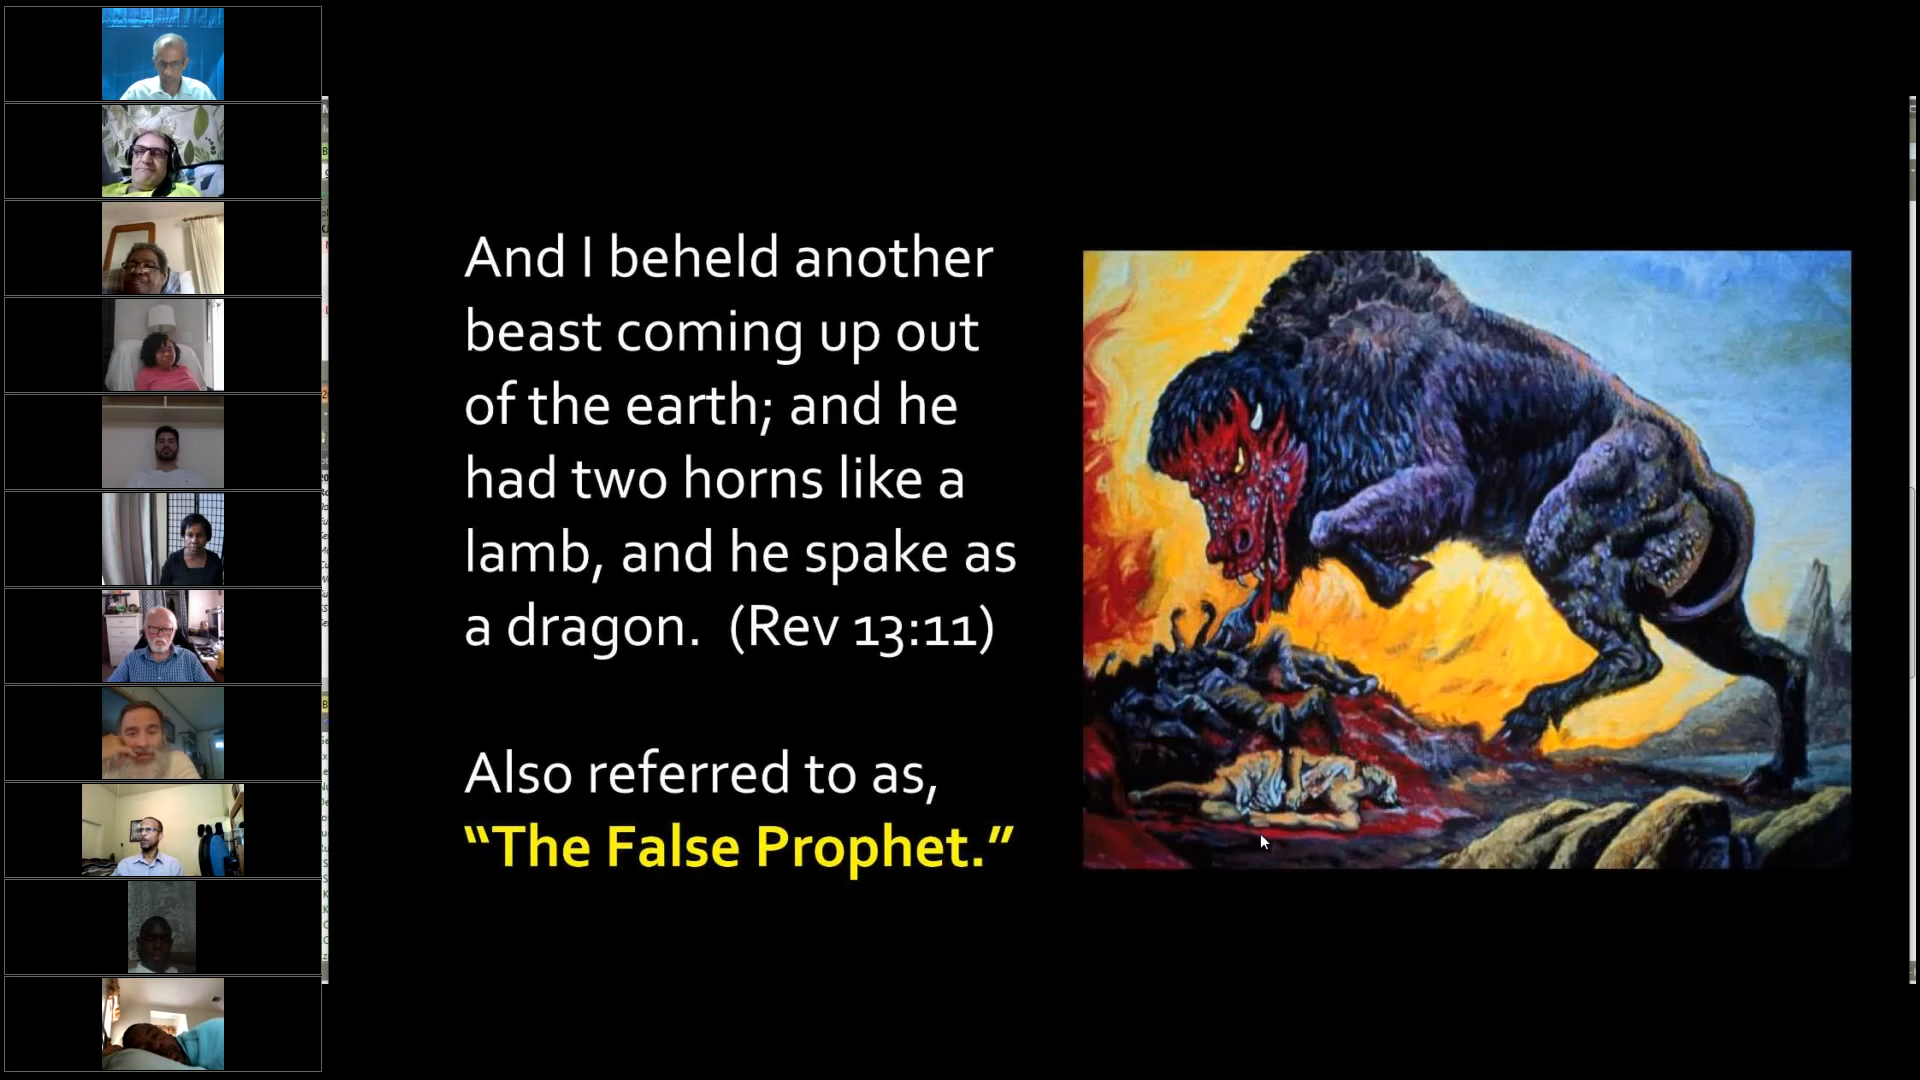 And I beheld another
beast coming up out
of the earth; and he
had two horns like a
lamb, and he spake as
a dragon. (Rev 13:11)
Also referred to as,
“The False Prophet.”